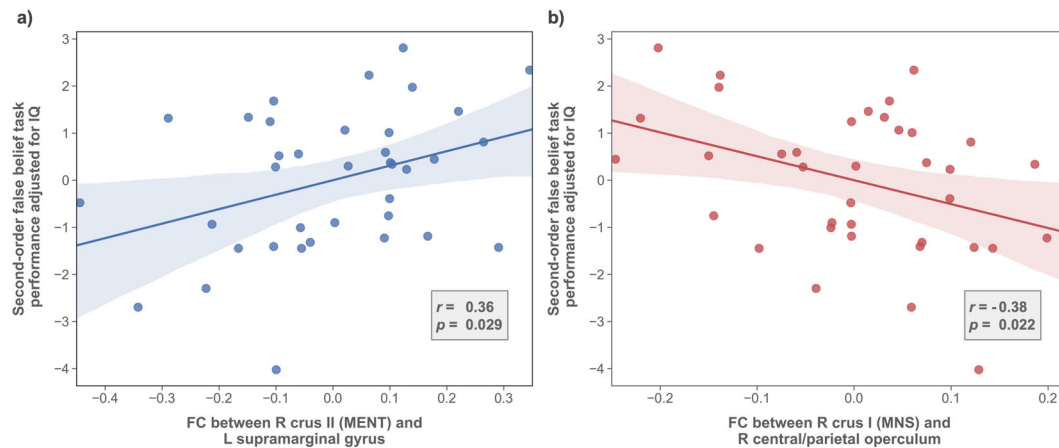 a)
Second-order false belief task
performance adjusted for IQ
3
2
1
0
−1
−2
−3
−4
r = 0.36
p = 0.029
−0.4 −0.3 −0.2 −0.1 0.0 0.1 0.2 0.3
FC between R crus II (MENT) and
L supramarginal gyrus
b)
Second-order false belief task
performance adjusted for IQ
3
2
1
0
−1
−2
−3
−4
r = -0.38
p = 0.022
−0.2 −0.1 0.0 0.1 0.2
FC between R crus I (MNS) and
R central/parietal operculum